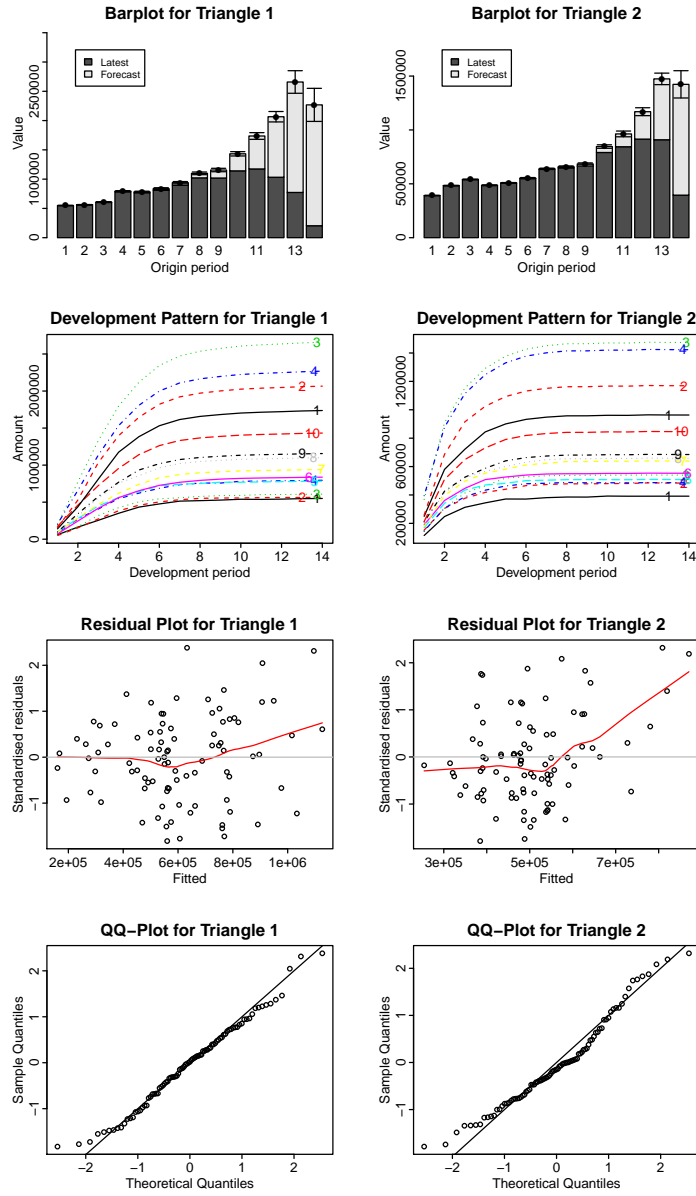 Barplot for Triangle 1
Value
0
1000000
2500000
Latest
Forecast
1 2 3 4 5 6 7 8 9 11 13
Origin period
Barplot for Triangle 2
Value
0
500000
1500000
Latest
Forecast
1 2 3 4 5 6 7 8 9 11 13
Origin period
Development Pattern for Triangle 1
Amount
0
1000000
2000000
3
4
2
1
10
9
8
7
6
4
3
2
1
2 4 6 8 10 12 14
Development period
Development Pattern for Triangle 2
Amount
200000
600000
1200000
3
4
2
1
10
9
6
4
1
2 4 6 8 10 12 14
Development period
Residual Plot for Triangle 1
Standardised residuals
−1
0
1
2
2e+05 4e+05 6e+05 8e+05 1e+06
Fitted
Residual Plot for Triangle 2
Standardised residuals
−1
0
1
2
3e+05 5e+05 7e+05
Fitted
QQ−Plot for Triangle 1
Sample Quantiles
−1
0
1
2
−2 −1 0 1 2
Theoretical Quantiles
QQ−Plot for Triangle 2
Sample Quantiles
−1
0
1
2
−2 −1 0 1 2
Theoretical Quantiles